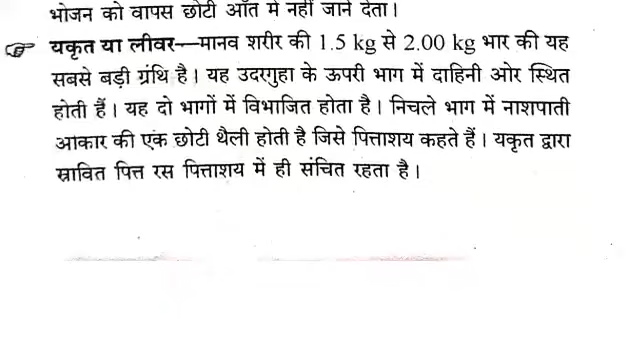 भोजन को वापस छोटी आँत में नहीं जाने देता।
☞ यकृत या लीवर—मानव शरीर की 1.5 kg से 2.00 kg भार की यह
सबसे बड़ी ग्रंथि है। यह उदरगुहा के ऊपरी भाग में दाहिनी ओर स्थित
होती हैं। यह दो भागों में विभाजित होता है। निचले भाग में नाशपाती
आकार की एक छोटी थैली होती है जिसे पित्ताशय कहते हैं। यकृत द्वारा
स्रावित पित्त रस पित्ताशय में ही संचित रहता है।